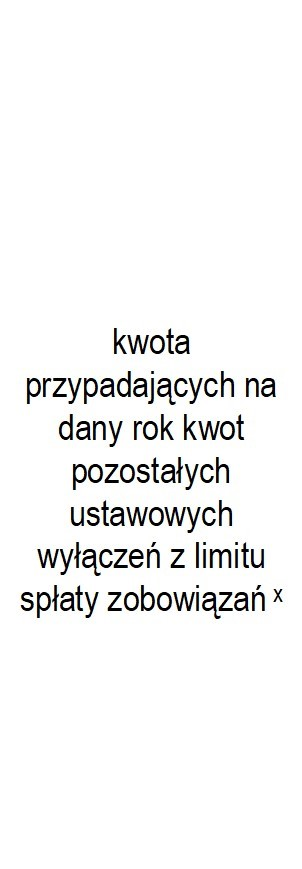 kwota
przypadających na
dany rok kwot
pozostałych
ustawowych
wyłączeń z limitu
spłaty zobowiązań ˣ